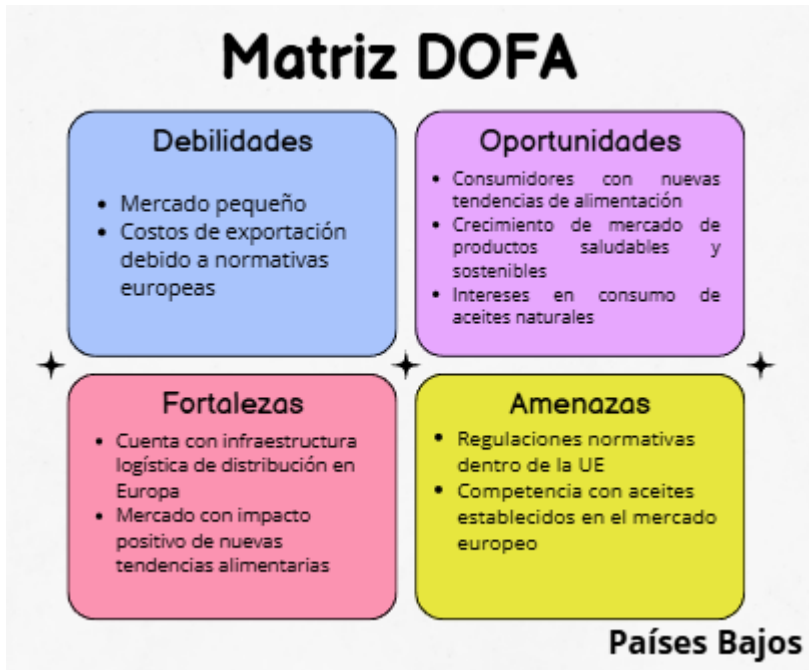 Matriz DOFA
Debilidades
• Mercado pequeño
• Costos de exportación
debido a normativas
europeas
Oportunidades
• Consumidores con nuevas
tendencias de alimentación
• Crecimiento de mercado de
productos saludables y
sostenibles
• Intereses en consumo de
aceites naturales
Fortalezas
• Cuenta con infraestructura
logística de distribución en
Europa
• Mercado con impacto
positivo de nuevas
tendencias alimentarias
Amenazas
• Regulaciones normativas
dentro de la UE
• Competencia con aceites
establecidos en el mercado
europeo
Países Bajos